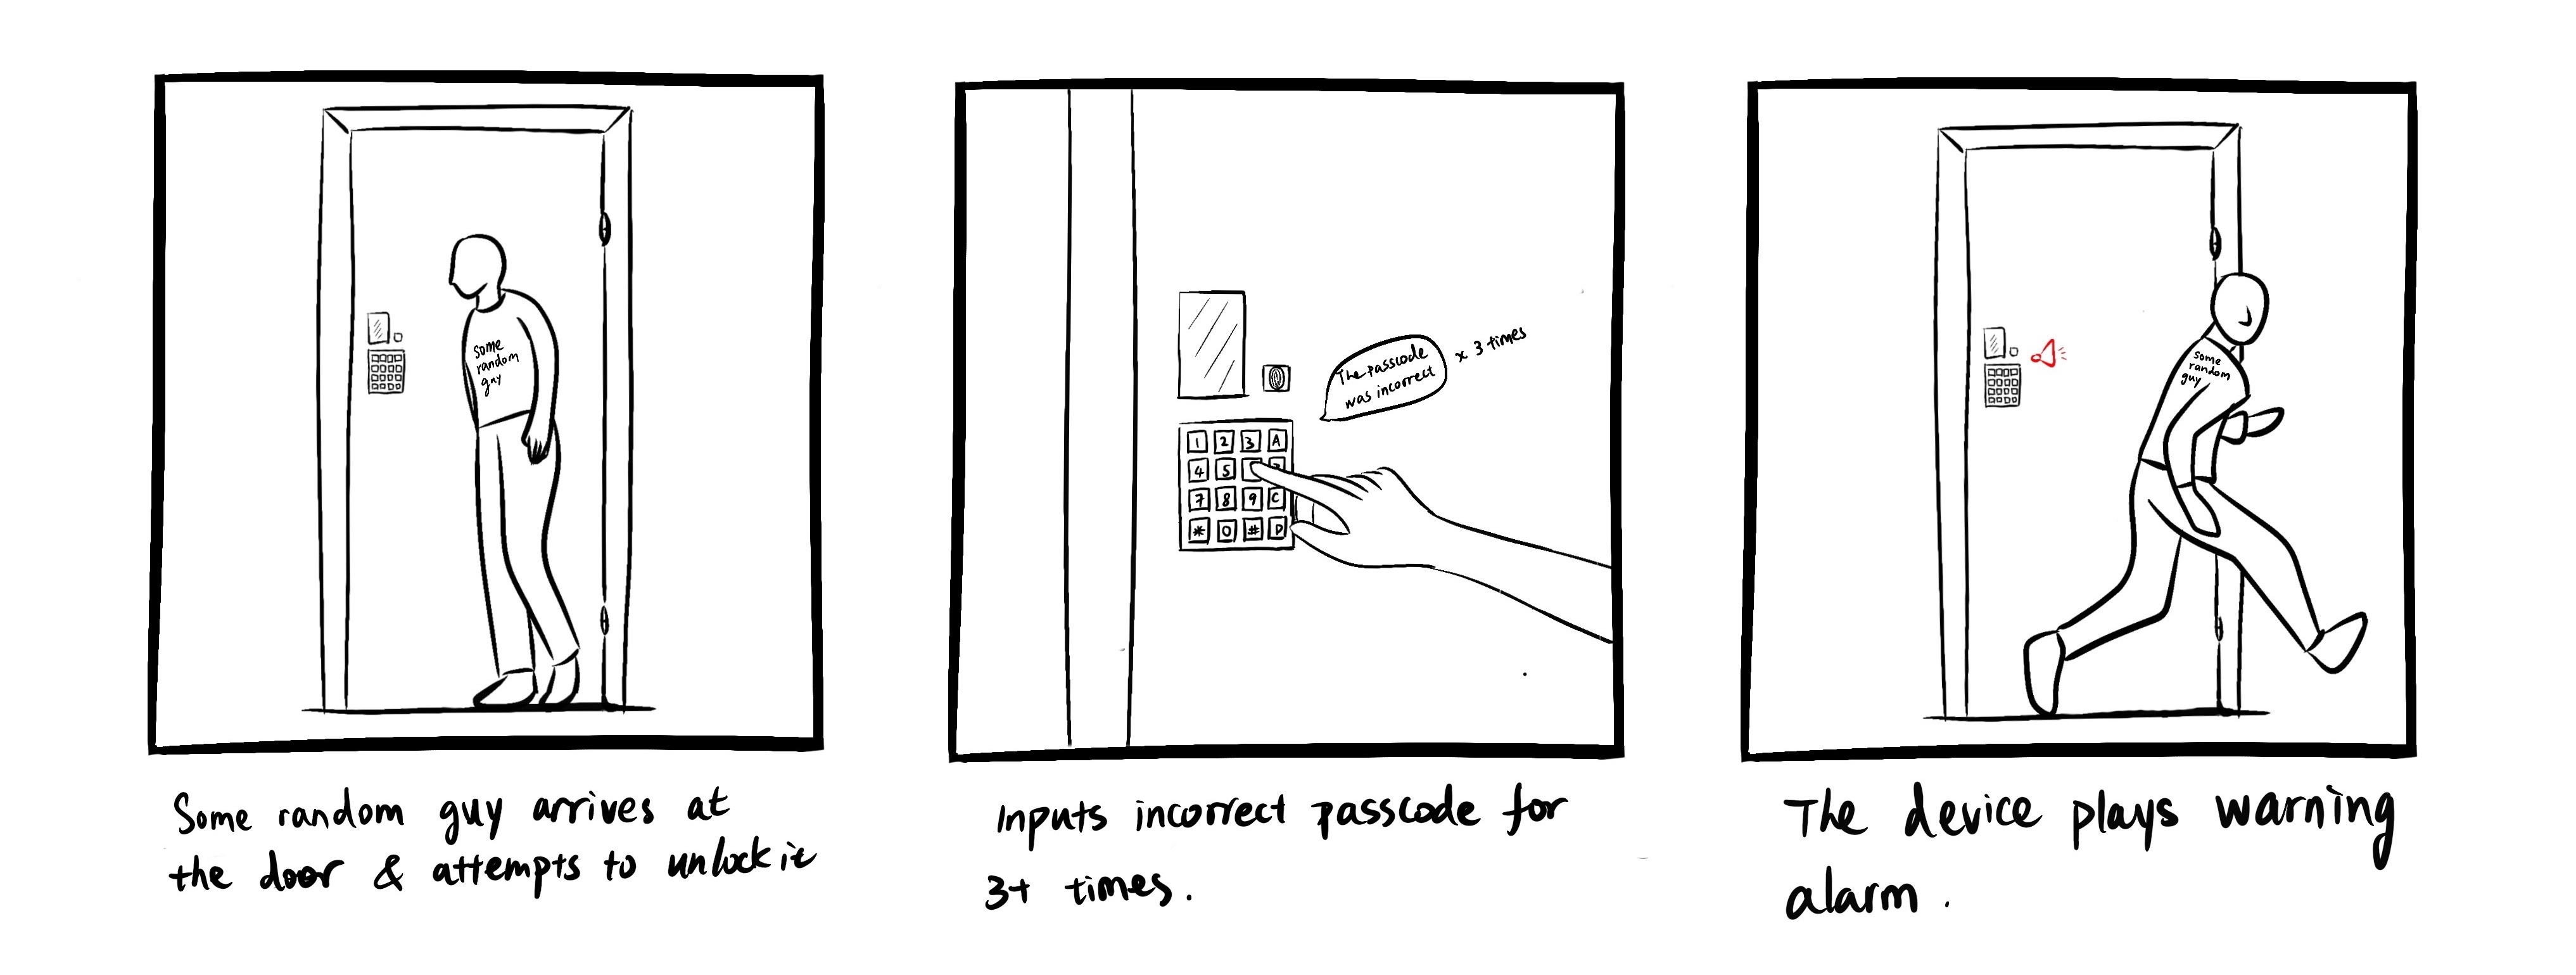 some
random
guy
Some random guy arrives at
the door & attempts to unlock it
The passcode
was incorrect
x 3 times
1 2 3 A
4 5
7 8 9 C
* 0 # D
Inputs incorrect passcode for
3+ times.
Some
random
guy
The device plays warning
alarm.